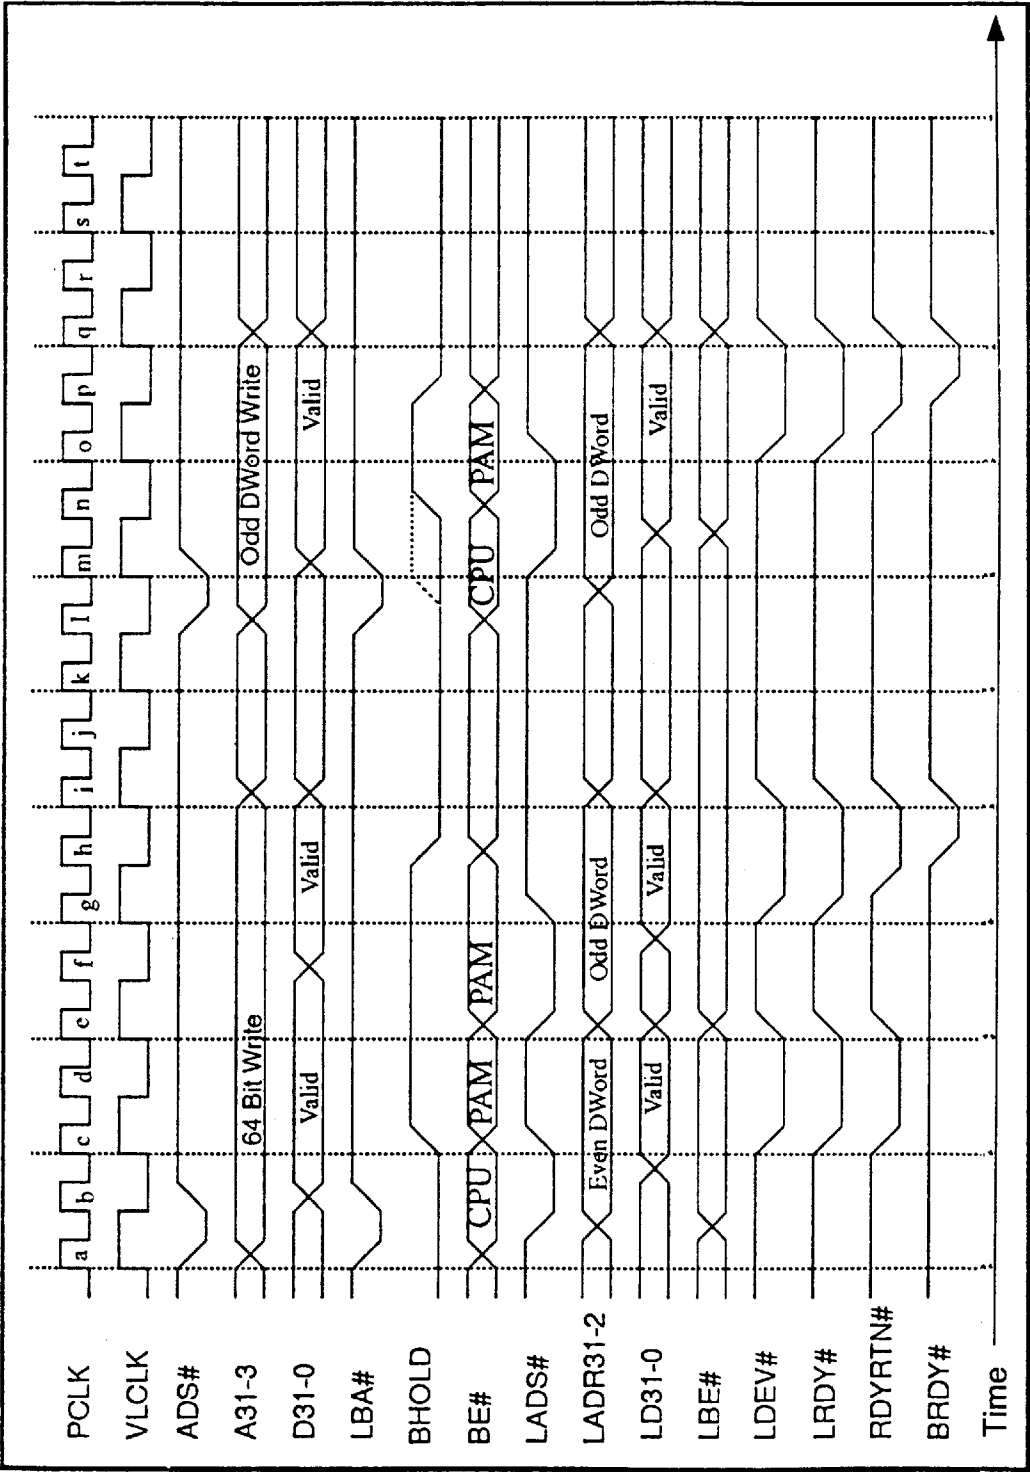 PCLK a b c d e f g h i j k l m n o p q r s t
VLCLK
ADS#
A31-3 64 Bit Write Odd DWord Write
D31-0 Valid Valid Valid
LBA#
BHOLD
BE# CPU PAM PAM CPU PAM
LADS#
LADR31-2 Even DWord Odd DWord Odd DWord
LD31-0 Valid Valid Valid
LBE#
LDEV#
LRDY#
RDYRTN#
BRDY#
Time